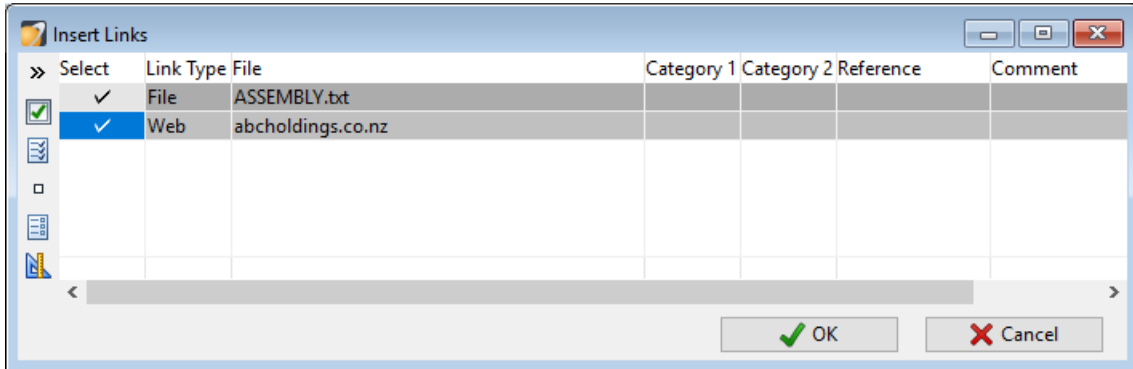 Insert Links
Select Link Type File Category 1 Category 2 Reference Comment
File ASSEMBLY.txt
Web abcholdings.co.nz
OK Cancel